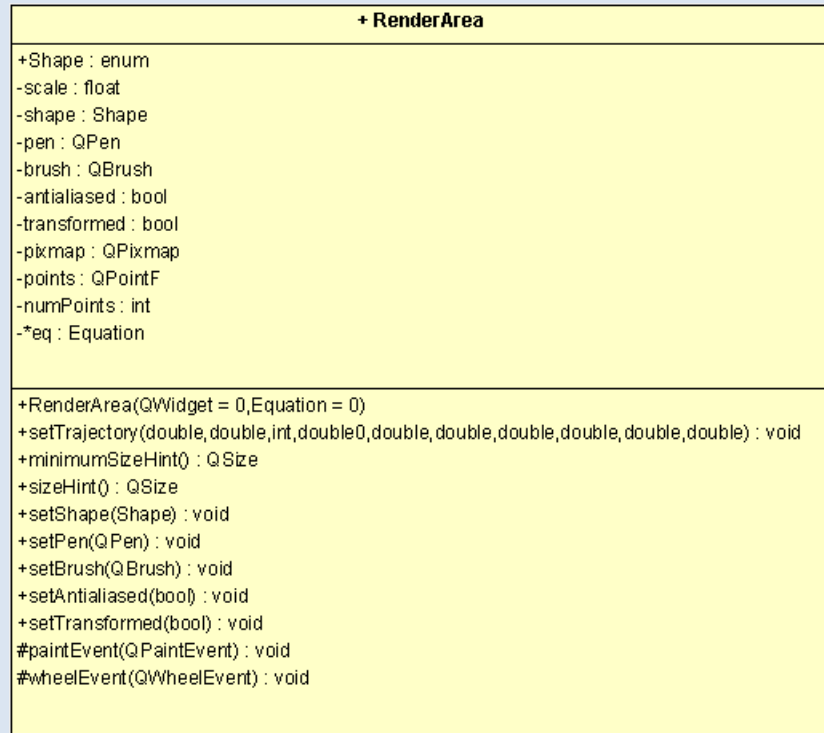 + RenderArea
+Shape : enum
-scale : float
-shape : Shape
-pen : QPen
-brush : QBrush
-antialiased : bool
-transformed : bool
-pixmap : QPixmap
-points : QPointF
-numPoints : int
-*eq : Equation
+RenderArea(QWidget = 0,Equation = 0)
+setTrajectory(double,double,int,double0,double,double,double,double,double,double) : void
+minimumSizeHint() : QSize
+sizeHint() : QSize
+setShape(Shape) : void
+setPen(QPen) : void
+setBrush(QBrush) : void
+setAntialiased(bool) : void
+setTransformed(bool) : void
#paintEvent(QPaintEvent) : void
#wheelEvent(QWheelEvent) : void